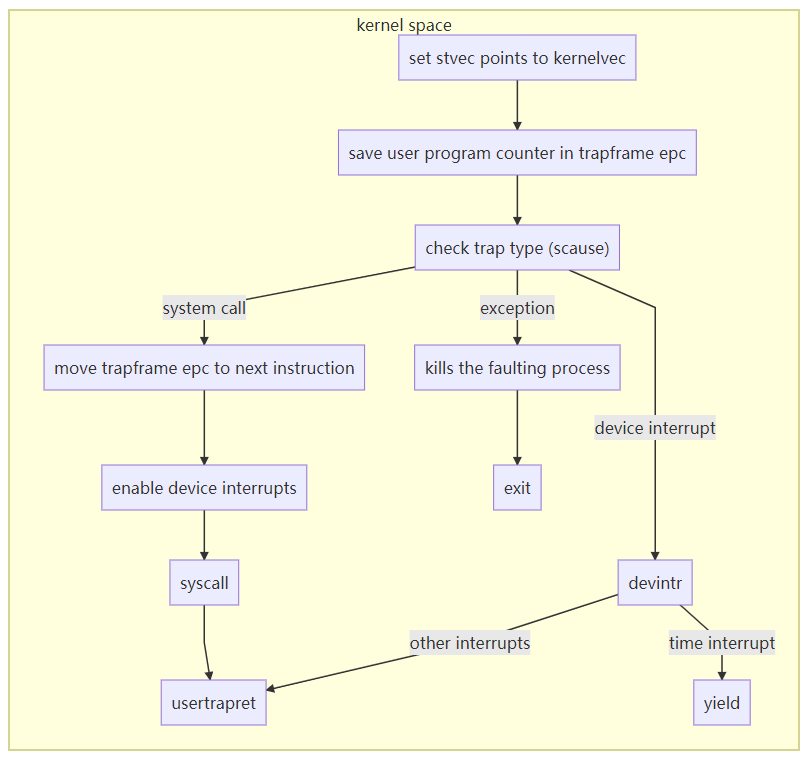 kernel space
set stvec points to kernelvec
save user program counter in trapframe epc
check trap type (scause)
system call
exception
move trapframe epc to next instruction
kills the faulting process
device interrupt
enable device interrupts
exit
syscall
devintr
other interrupts
time interrupt
usertrapret
yield